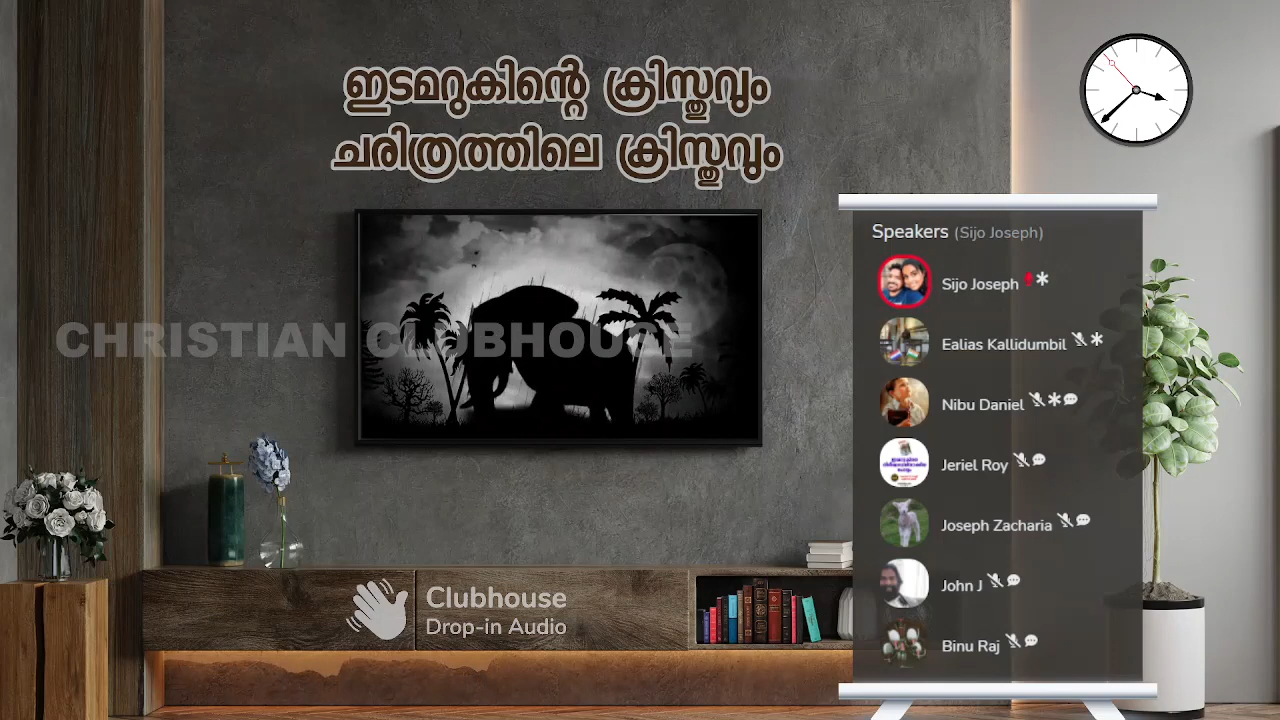 ഇടമറുകിന്റെ ക്രിസ്തുവും
ചരിത്രത്തിലെ ക്രിസ്തുവും
CHRISTIAN CLUBHOUSE
Speakers (Sijo Joseph)
Sijo Joseph
Ealias Kallidumbil
Nibu Daniel
Jeriel Roy
Joseph Zacharia
John J
Binu Raj
Clubhouse
Drop-in Audio